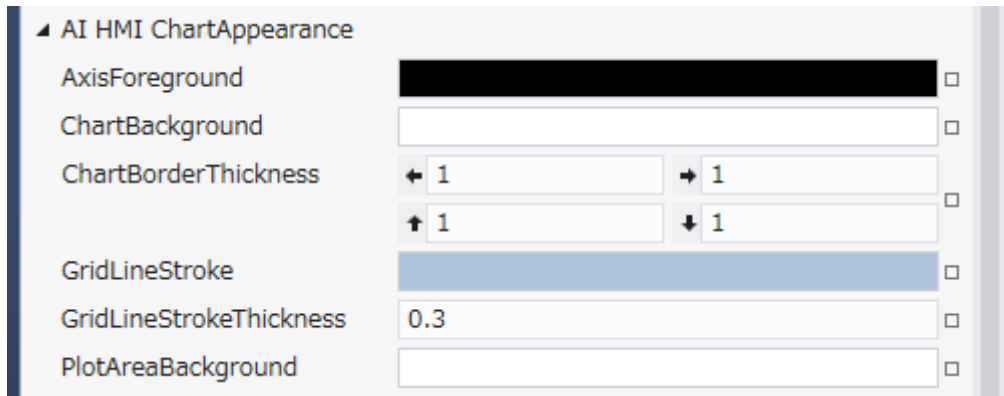 AI HMI ChartAppearance
AxisForeground
ChartBackground
ChartBorderThickness 1 1
1 1
GridLineStroke
GridLineStrokeThickness 0.3
PlotAreaBackground